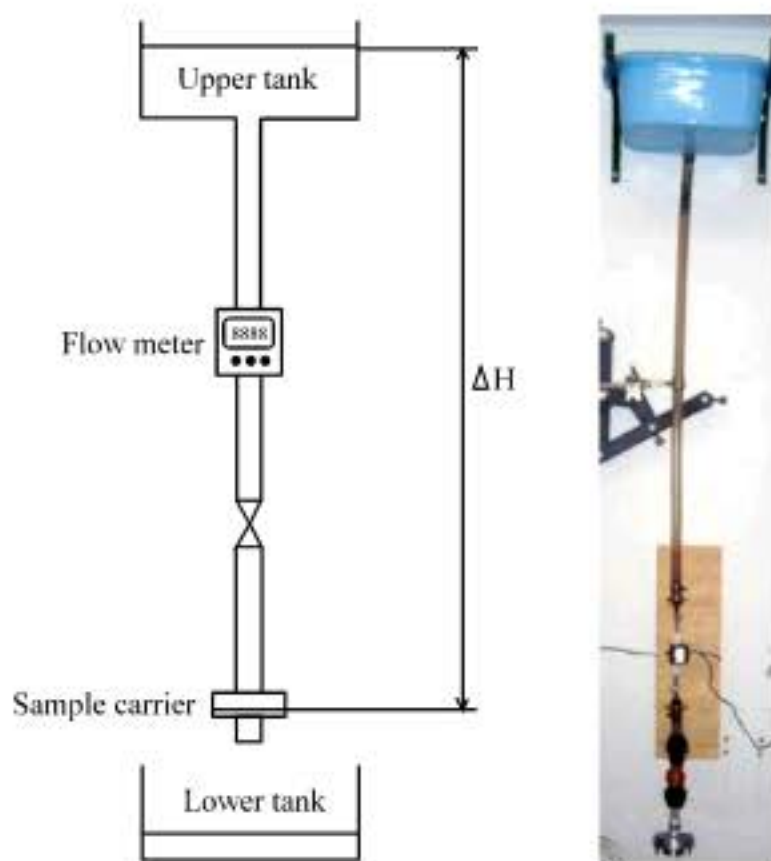 Upper tank
8888
Flow meter
ΔH
Sample carrier
Lower tank